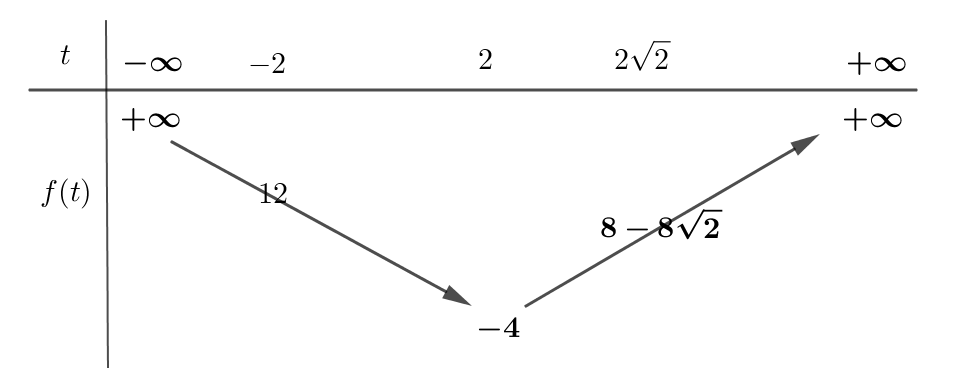 t −∞ −2 2 2√2 +∞
+∞ +∞
f(t) 12
8 − 8√2
−4